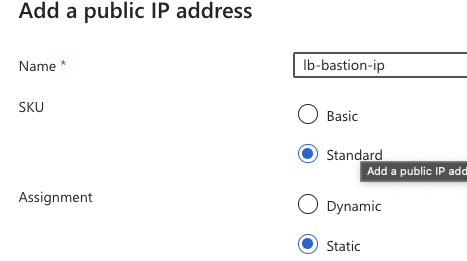 Add a public IP address
Name *
lb-bastion-ip
SKU
Basic
Standard
Add a public IP add
Assignment
Dynamic
Static